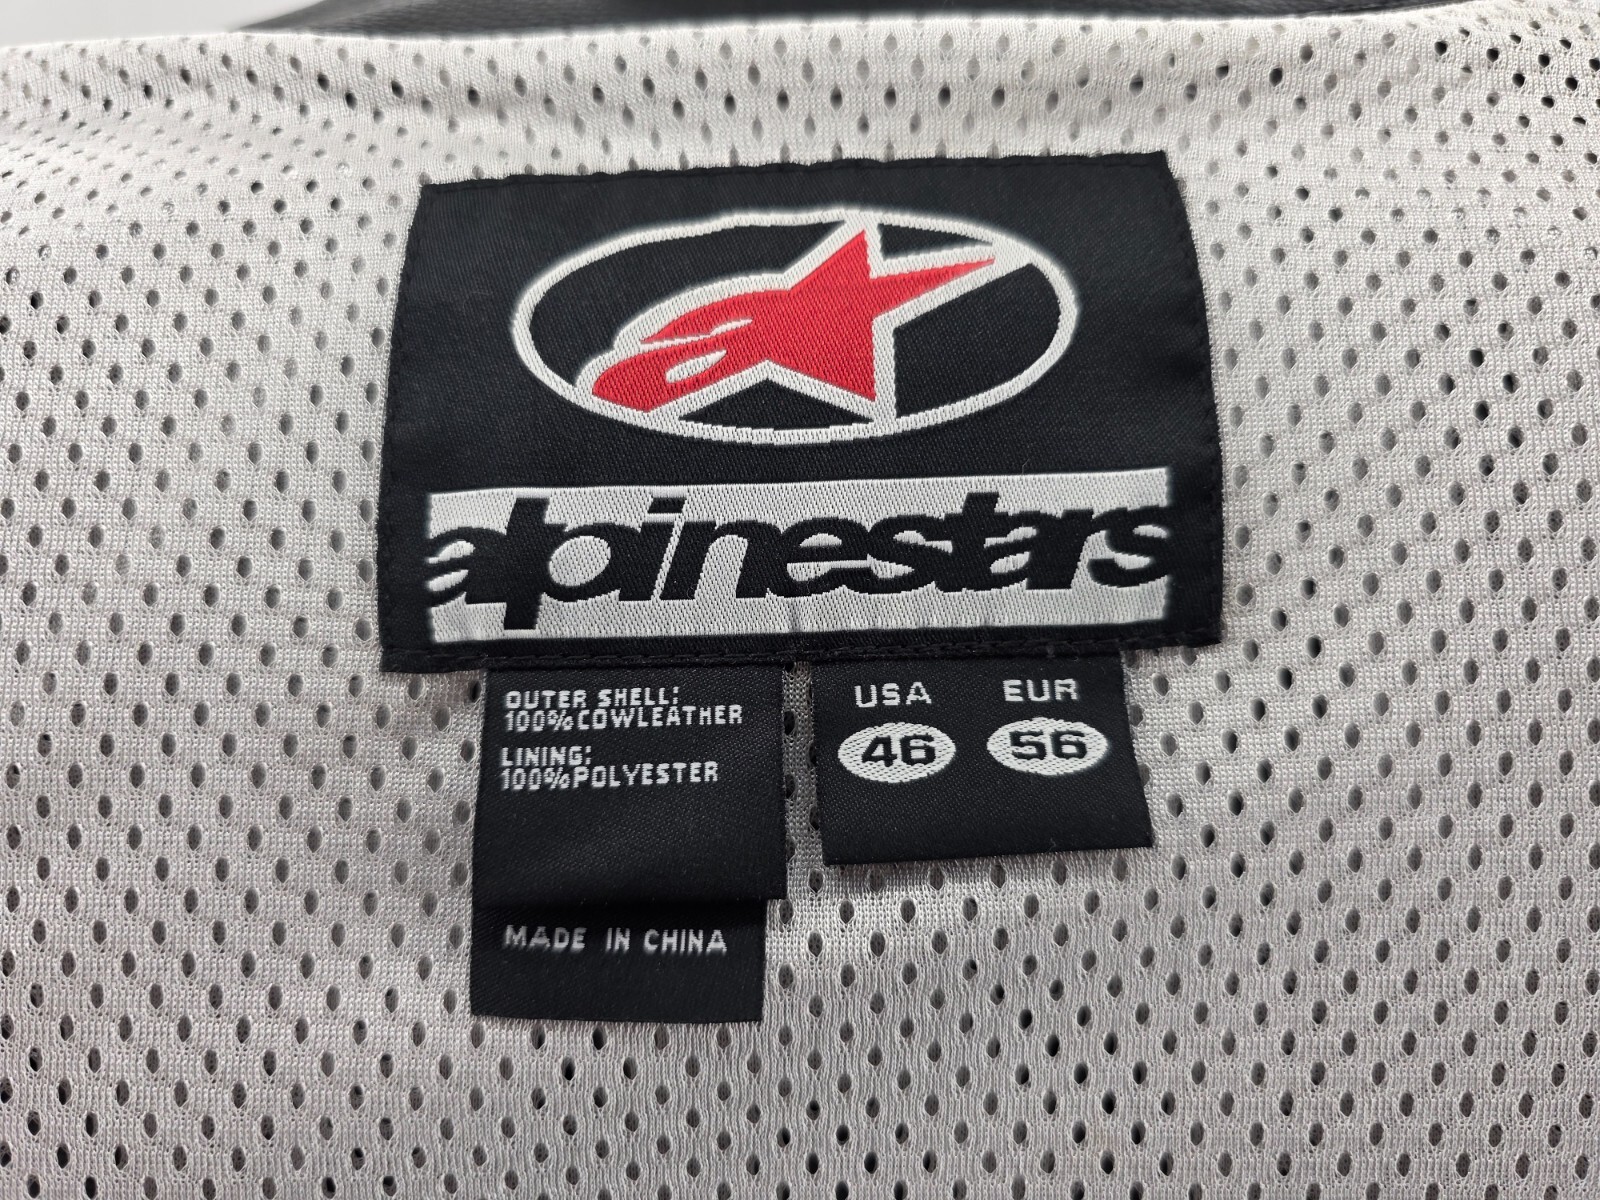 alpinestars
OUTER SHELL:
100%COWLEATHER
LINING:
100%POLYESTER
MADE IN CHINA
USA EUR
46 56